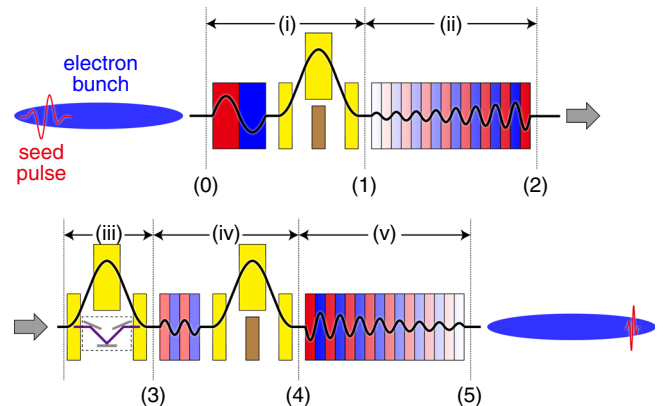 (i)
(ii)
electron
bunch
seed
pulse
(0)
(1)
(2)
(iii)
(iv)
(v)
(3)
(4)
(5)